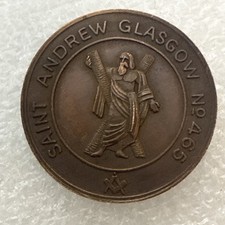 SAINT ANDREW GLASGOW Nº 465